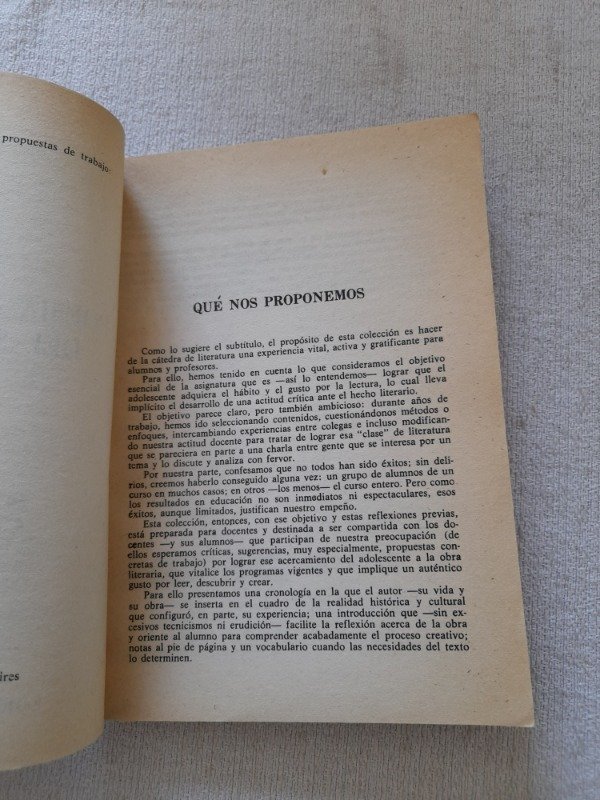 propuestas de trabajo-
ires
QUÉ NOS PROPONEMOS
Como lo sugiere el subtítulo, el propósito de esta colección es hacer
de la cátedra de literatura una experiencia vital, activa y gratificante para
alumnos y profesores.
Para ello, hemos tenido en cuenta lo que consideramos el objetivo
esencial de la asignatura que es —así lo entendemos— lograr que el
adolescente adquiera el hábito y el gusto por la lectura, lo cual lleva
implícito el desarrollo de una actitud crítica ante el hecho literario.
El objetivo parece claro, pero también ambicioso: durante años de
trabajo, hemos ido seleccionando contenidos, cuestionándonos métodos o
enfoques, intercambiando experiencias entre colegas e incluso modifican-
do nuestra actitud docente para tratar de lograr esa "clase" de literatura
que se pareciera en parte a una charla entre gente que se interesa por un
tema y lo discute y analiza con fervor.
Por nuestra parte, confesamos que no todos han sido éxitos; sin deli-
rios, creemos haberlo conseguido alguna vez: un grupo de alumnos de un
curso en muchos casos; en otros —los menos— el curso entero. Pero como
los resultados en educación no son inmediatos ni espectaculares, esos
éxitos, aunque limitados, justifican nuestro empeño.
Esta colección, entonces, con ese objetivo y estas reflexiones previas,
está preparada para docentes y destinada a ser compartida con los do-
centes —y sus alumnos— que participan de nuestra preocupación (de
ellos esperamos críticas, sugerencias, muy especialmente, propuestas con-
cretas de trabajo) por lograr ese acercamiento del adolescente a la obra
literaria, que vitalice los programas vigentes y que implique un auténtico
gusto por leer, descubrir y crear.
Para ello presentamos una cronología en la que el autor —su vida y
su obra— se inserta en el cuadro de la realidad histórica y cultural
que configuró, en parte, su experiencia; una introducción que —sin ex-
cesivos tecnicismos ni erudición— facilite la reflexión acerca de la obra
y oriente al alumno para comprender acabadamente el proceso creativo;
notas al pie de página y un vocabulario cuando las necesidades del texto
lo determinen.